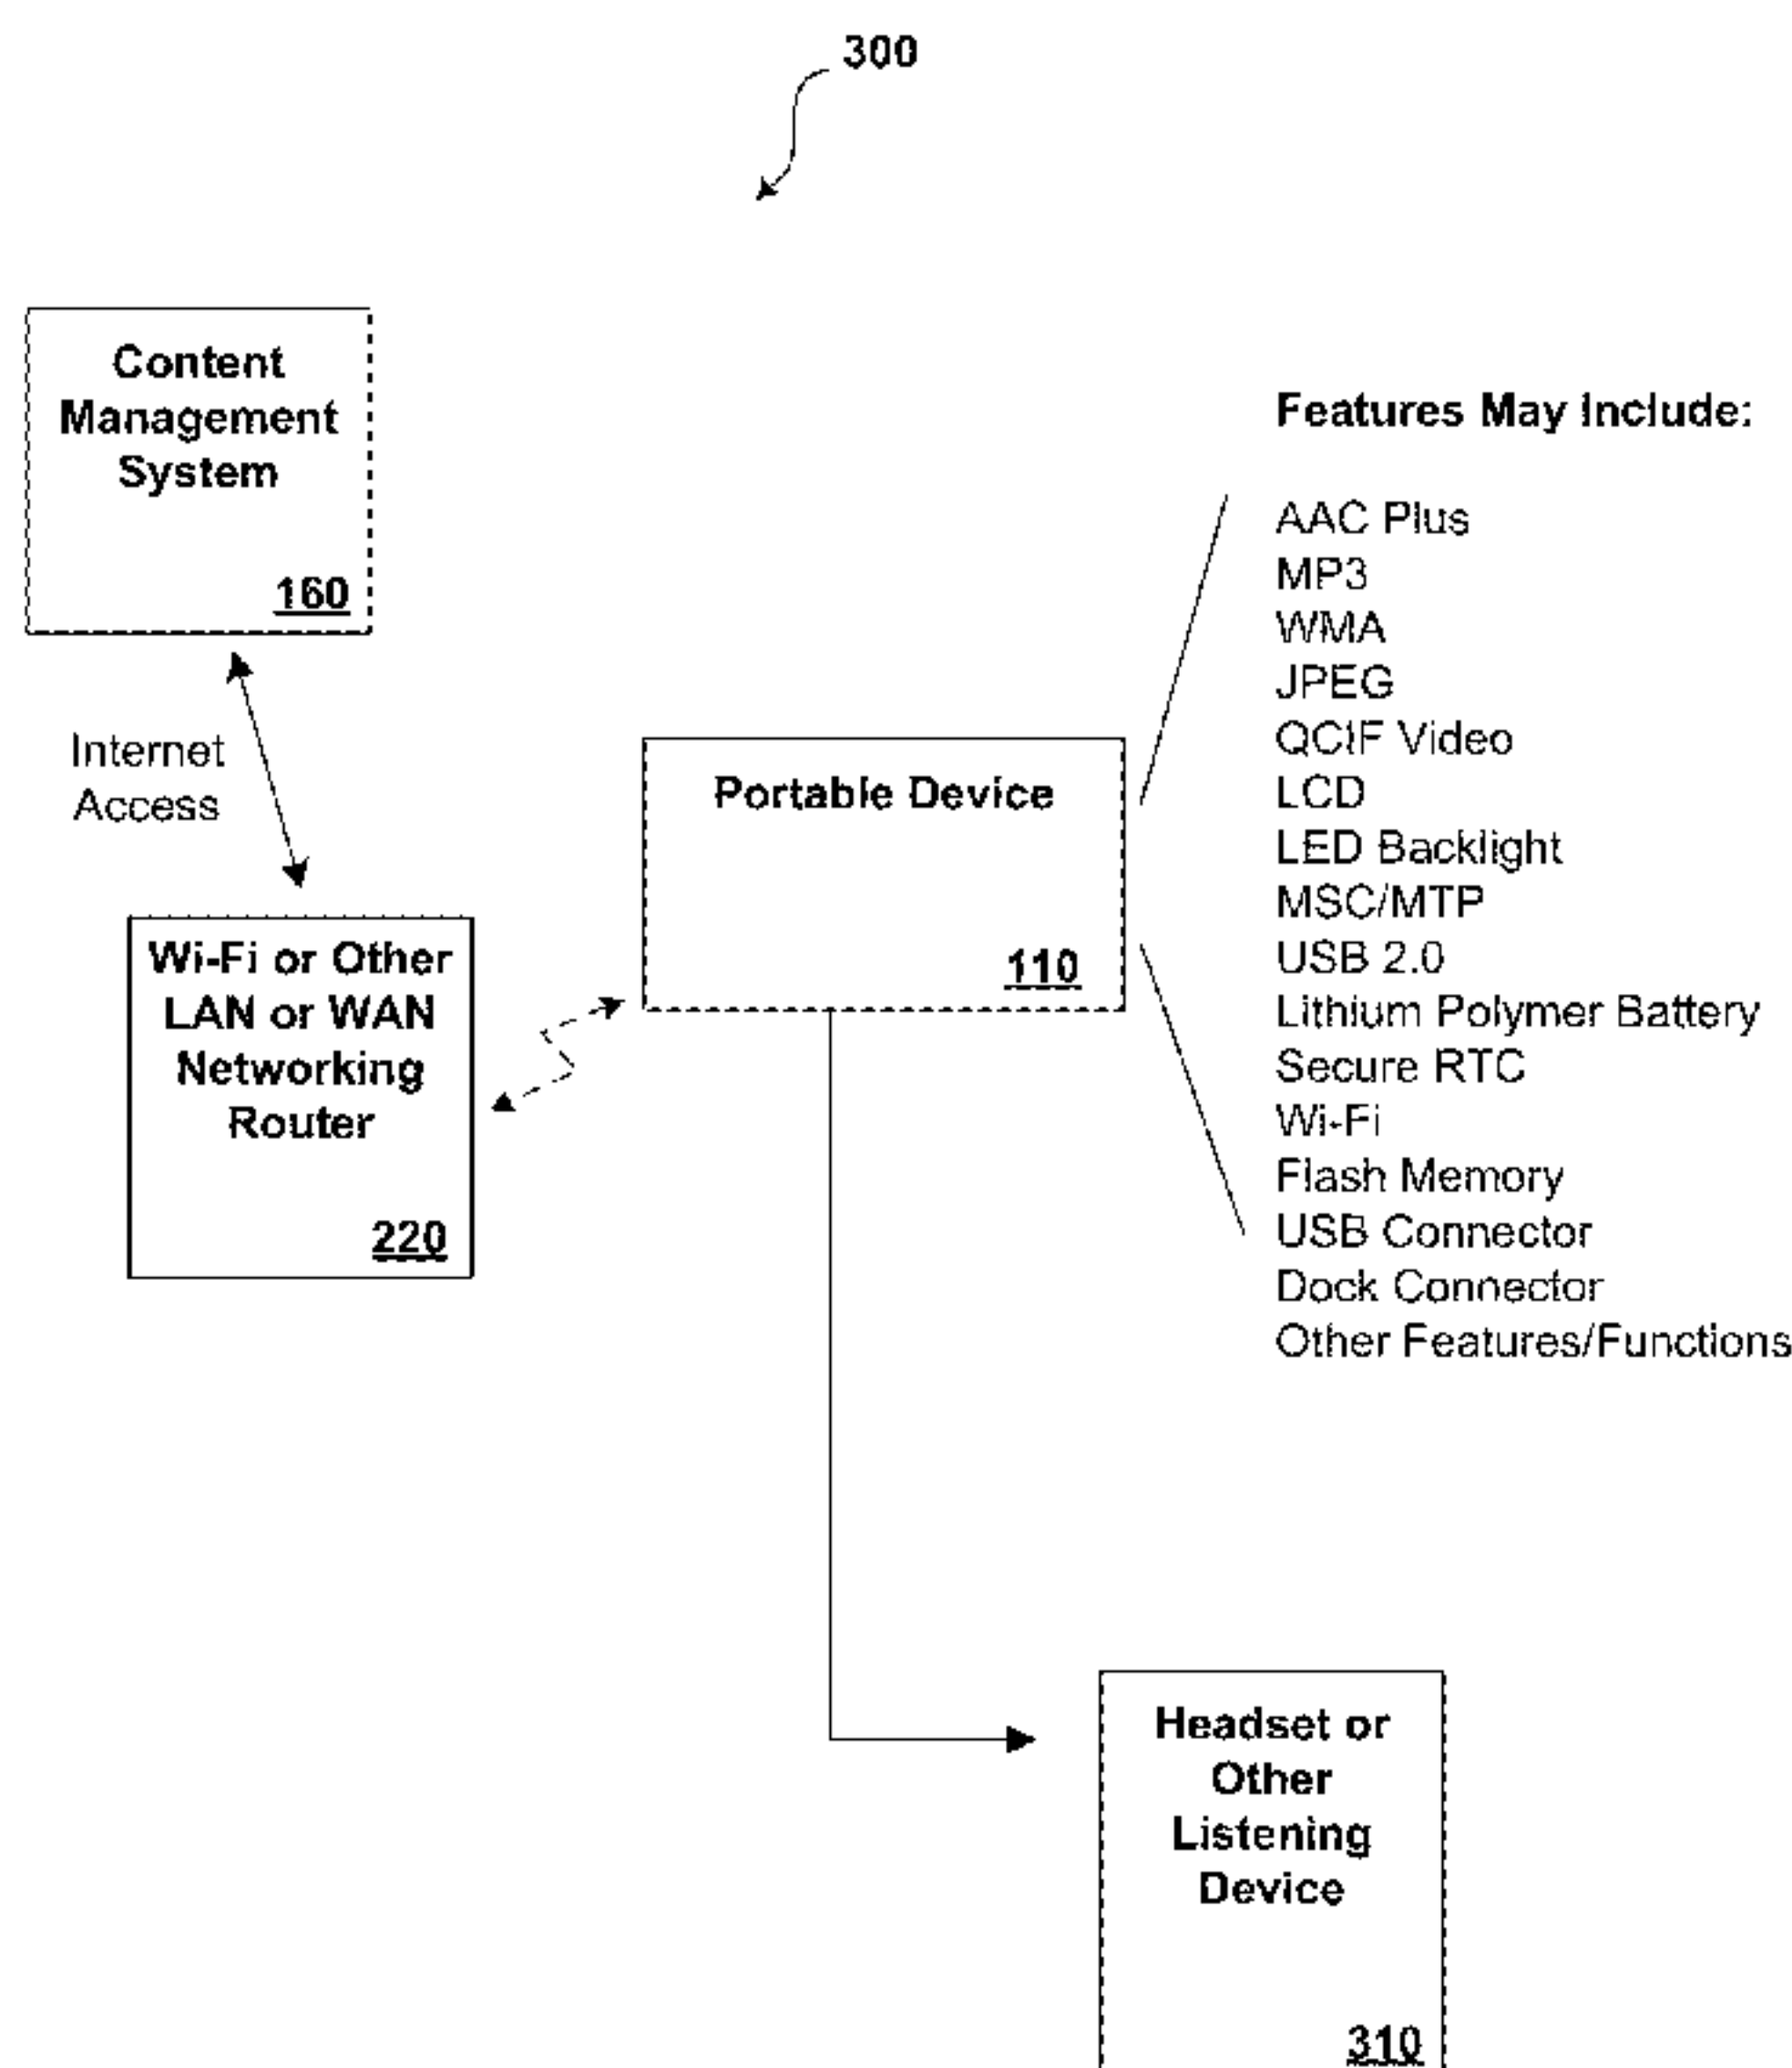 300
Content
Management
System
160
Internet
Access
Wi-Fi or Other
LAN or WAN
Networking
Router
220
Portable Device
110
Features May Include:
AAC Plus
MP3
WMA
JPEG
QCIF Video
LCD
LED Backlight
MSC/MTP
USB 2.0
Lithium Polymer Battery
Secure RTC
Wi-Fi
Flash Memory
USB Connector
Dock Connector
Other Features/Functions
Headset or
Other
Listening
Device
310